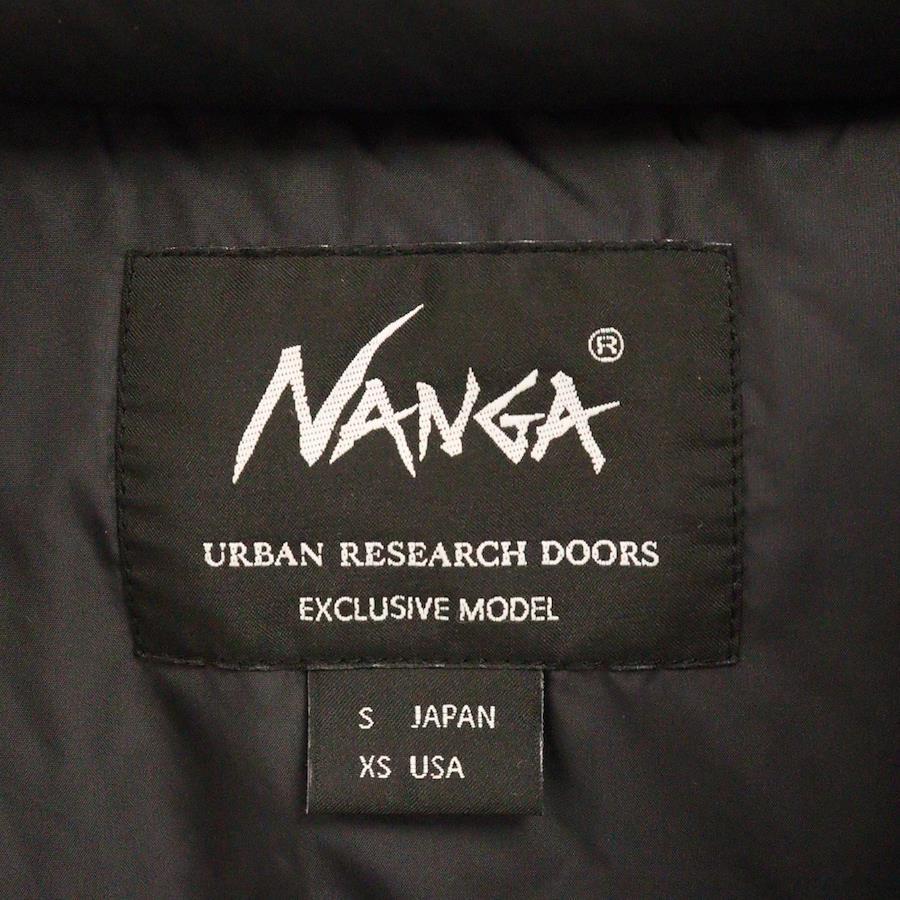 NANGA®
URBAN RESEARCH DOORS
EXCLUSIVE MODEL
S JAPAN
XS USA